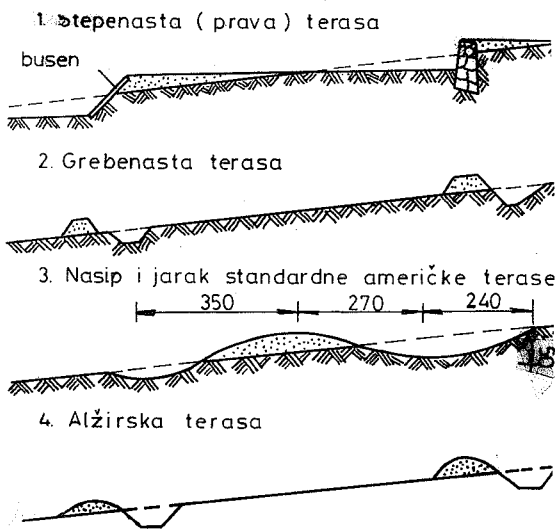 1. Stepenasta ( prava ) terasa
busen
2. Grebenasta terasa
3. Nasip i jarak standardne američke terase
350 270 240
4. Alžirska terasa